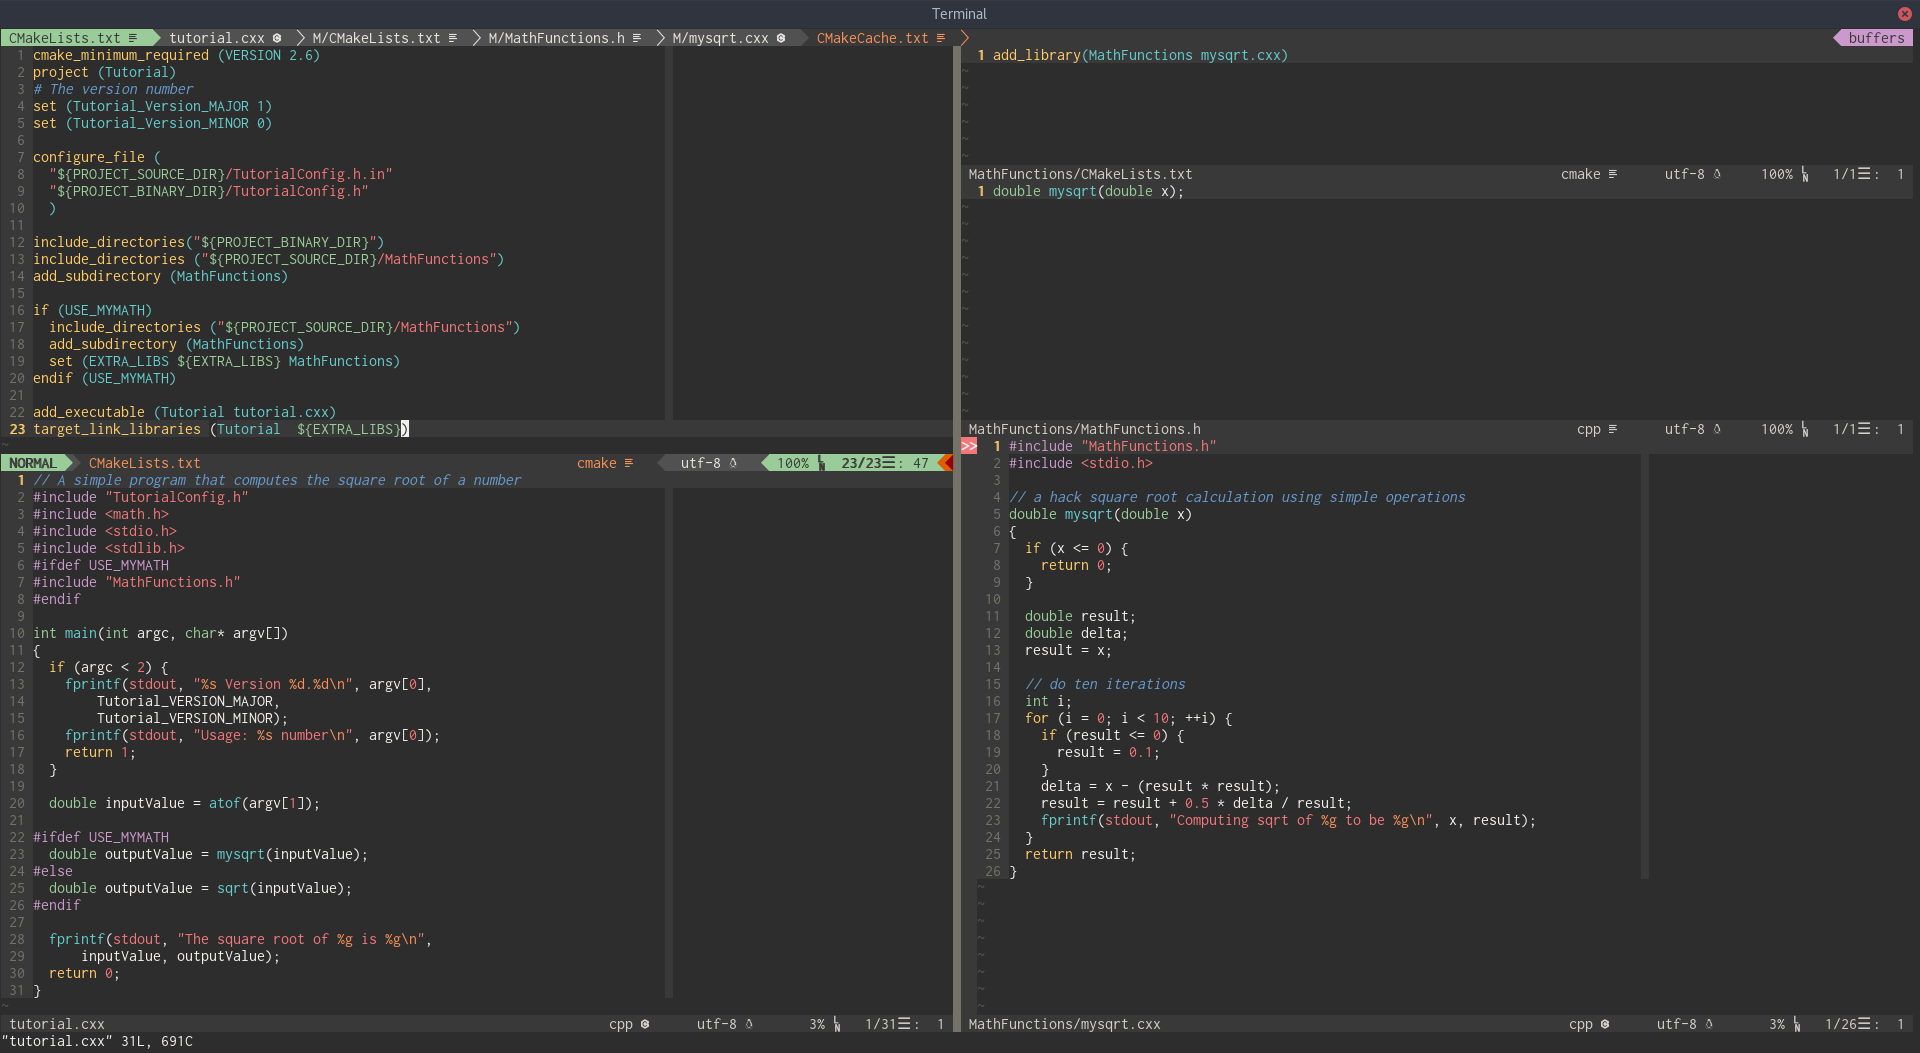 Terminal
CMakeLists.txt tutorial.cxx M/CMakeLists.txt M/MathFunctions.h M/mysqrt.cxx CMakeCache.txt
1 cmake_minimum_required (VERSION 2.6)
2 project (Tutorial)
3 # The version number
4 set (Tutorial_Version_MAJOR 1)
5 set (Tutorial_Version_MINOR 0)
6
7 configure_file (
8   "${PROJECT_SOURCE_DIR}/TutorialConfig.h.in"
9   "${PROJECT_BINARY_DIR}/TutorialConfig.h"
10   )
11
12 include_directories("${PROJECT_BINARY_DIR}")
13 include_directories ("${PROJECT_SOURCE_DIR}/MathFunctions")
14 add_subdirectory (MathFunctions)
15
16 if (USE_MYMATH)
17   include_directories ("${PROJECT_SOURCE_DIR}/MathFunctions")
18   add_subdirectory (MathFunctions)
19   set (EXTRA_LIBS ${EXTRA_LIBS} MathFunctions)
20 endif (USE_MYMATH)
21
22 add_executable (Tutorial tutorial.cxx)
23 target_link_libraries (Tutorial  ${EXTRA_LIBS})
~
NORMAL CMakeLists.txt cmake utf-8 100% 23/23 : 47
1 // A simple program that computes the square root of a number
2 #include "TutorialConfig.h"
3 #include <math.h>
4 #include <stdio.h>
5 #include <stdlib.h>
6 #ifdef USE_MYMATH
7 #include "MathFunctions.h"
8 #endif
9
10 int main(int argc, char* argv[])
11 {
12   if (argc < 2) {
13     fprintf(stdout, "%s Version %d.%d\n", argv[0],
14         Tutorial_VERSION_MAJOR,
15         Tutorial_VERSION_MINOR);
16     fprintf(stdout, "Usage: %s number\n", argv[0]);
17     return 1;
18   }
19
20   double inputValue = atof(argv[1]);
21
22 #ifdef USE_MYMATH
23   double outputValue = mysqrt(inputValue);
24 #else
25   double outputValue = sqrt(inputValue);
26 #endif
27
28   fprintf(stdout, "The square root of %g is %g\n",
29       inputValue, outputValue);
30   return 0;
31 }
~
tutorial.cxx cpp utf-8 3% 1/31 : 1
"tutorial.cxx" 31L, 691C
buffers
1 add_library(MathFunctions mysqrt.cxx)
~
~
~
~
~
~
MathFunctions/CMakeLists.txt cmake utf-8 100% 1/1 : 1
1 double mysqrt(double x);
~
~
~
~
~
~
~
~
~
~
~
~
~
MathFunctions/MathFunctions.h cpp utf-8 100% 1/1 : 1
>> 1 #include "MathFunctions.h"
2 #include <stdio.h>
3
4 // a hack square root calculation using simple operations
5 double mysqrt(double x)
6 {
7   if (x <= 0) {
8     return 0;
9   }
10
11   double result;
12   double delta;
13   result = x;
14
15   // do ten iterations
16   int i;
17   for (i = 0; i < 10; ++i) {
18     if (result <= 0) {
19       result = 0.1;
20     }
21     delta = x - (result * result);
22     result = result + 0.5 * delta / result;
23     fprintf(stdout, "Computing sqrt of %g to be %g\n", x, result);
24   }
25   return result;
26 }
~
~
~
~
~
~
~
~
MathFunctions/mysqrt.cxx cpp utf-8 3% 1/26 : 1